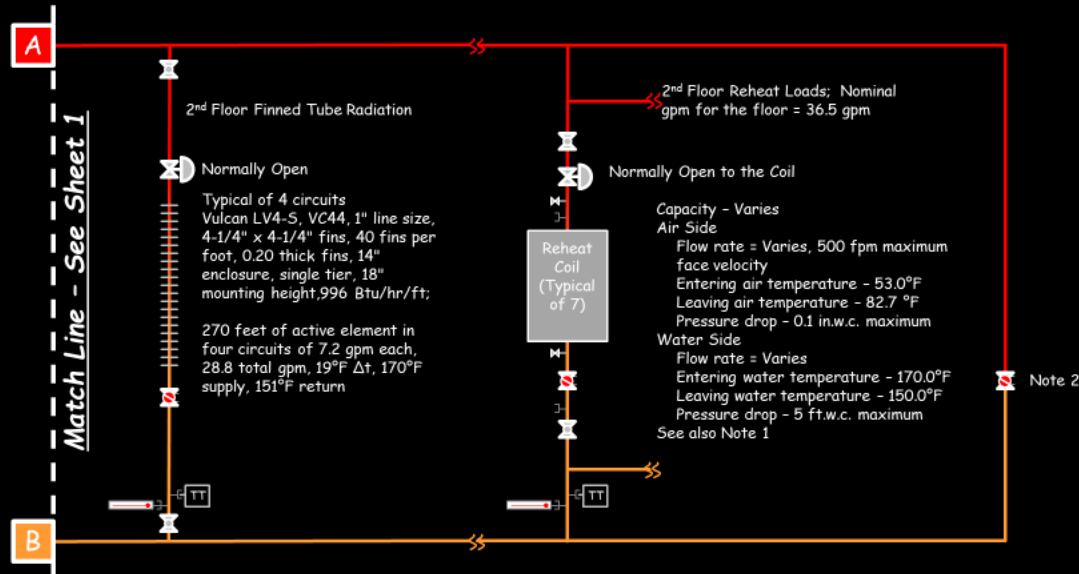 A
Match Line - See Sheet 1
2nd Floor Finned Tube Radiation
Normally Open
Typical of 4 circuits
Vulcan LV4-S, VC44, 1" line size,
4-1/4" x 4-1/4" fins, 40 fins per
foot, 0.20 thick fins, 14"
enclosure, single tier, 18"
mounting height,996 Btu/hr/ft;
270 feet of active element in
four circuits of 7.2 gpm each,
28.8 total gpm, 19°F Δt, 170°F
supply, 151°F return
TT
2nd Floor Reheat Loads; Nominal
gpm for the floor = 36.5 gpm
Normally Open to the Coil
Reheat
Coil
(Typical
of 7)
Capacity – Varies
Air Side
Flow rate = Varies, 500 fpm maximum
face velocity
Entering air temperature – 53.0°F
Leaving air temperature – 82.7 °F
Pressure drop – 0.1 in.w.c. maximum
Water Side
Flow rate = Varies
Entering water temperature – 170.0°F
Leaving water temperature – 150.0°F
Pressure drop – 5 ft.w.c. maximum
See also Note 1
TT
Note 2
B